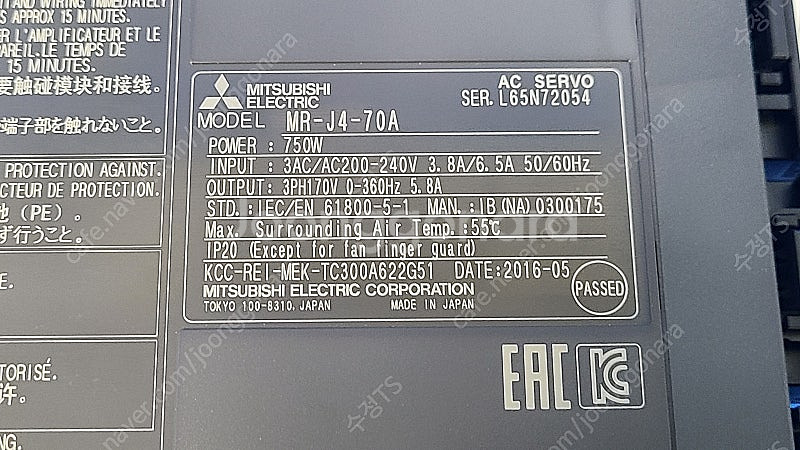 AND WIRING IMMEDIATELY
S APPROX 15 MINUTES.
ER L'AMPLIFICATEUR ET LE
PAREIL. LE TEMPS DE
15 MINUTES.
要触碰模块和接线。
端子部を触れないこと。
PROTECTION AGAINST.
CTEUR DE PROTECTION.
(PE)。
ず行うこと。
E.
TORISÉ.
许。
NG.
MITSUBISHI
ELECTRIC
AC SERVO
SER. L65N72054
MODEL MR-J4-70A
POWER : 750W
INPUT : 3AC/AC200-240V 3.8A/6.5A 50/60Hz
OUTPUT: 3PH170V 0-360Hz 5.8A
STD.: IEC/EN 61800-5-1 MAN.: IB(NA)0300175
Max. Surrounding Air Temp.:55℃
IP20 (Except for fan finger guard)
KCC-REI-MEK-TC300A622G51 DATE:2016-05
MITSUBISHI ELECTRIC CORPORATION
TOKYO 100-8310, JAPAN MADE IN JAPAN
PASSED
EAC
KC
Joonggonara
cafe.naver.com/joonggonara
수정TS